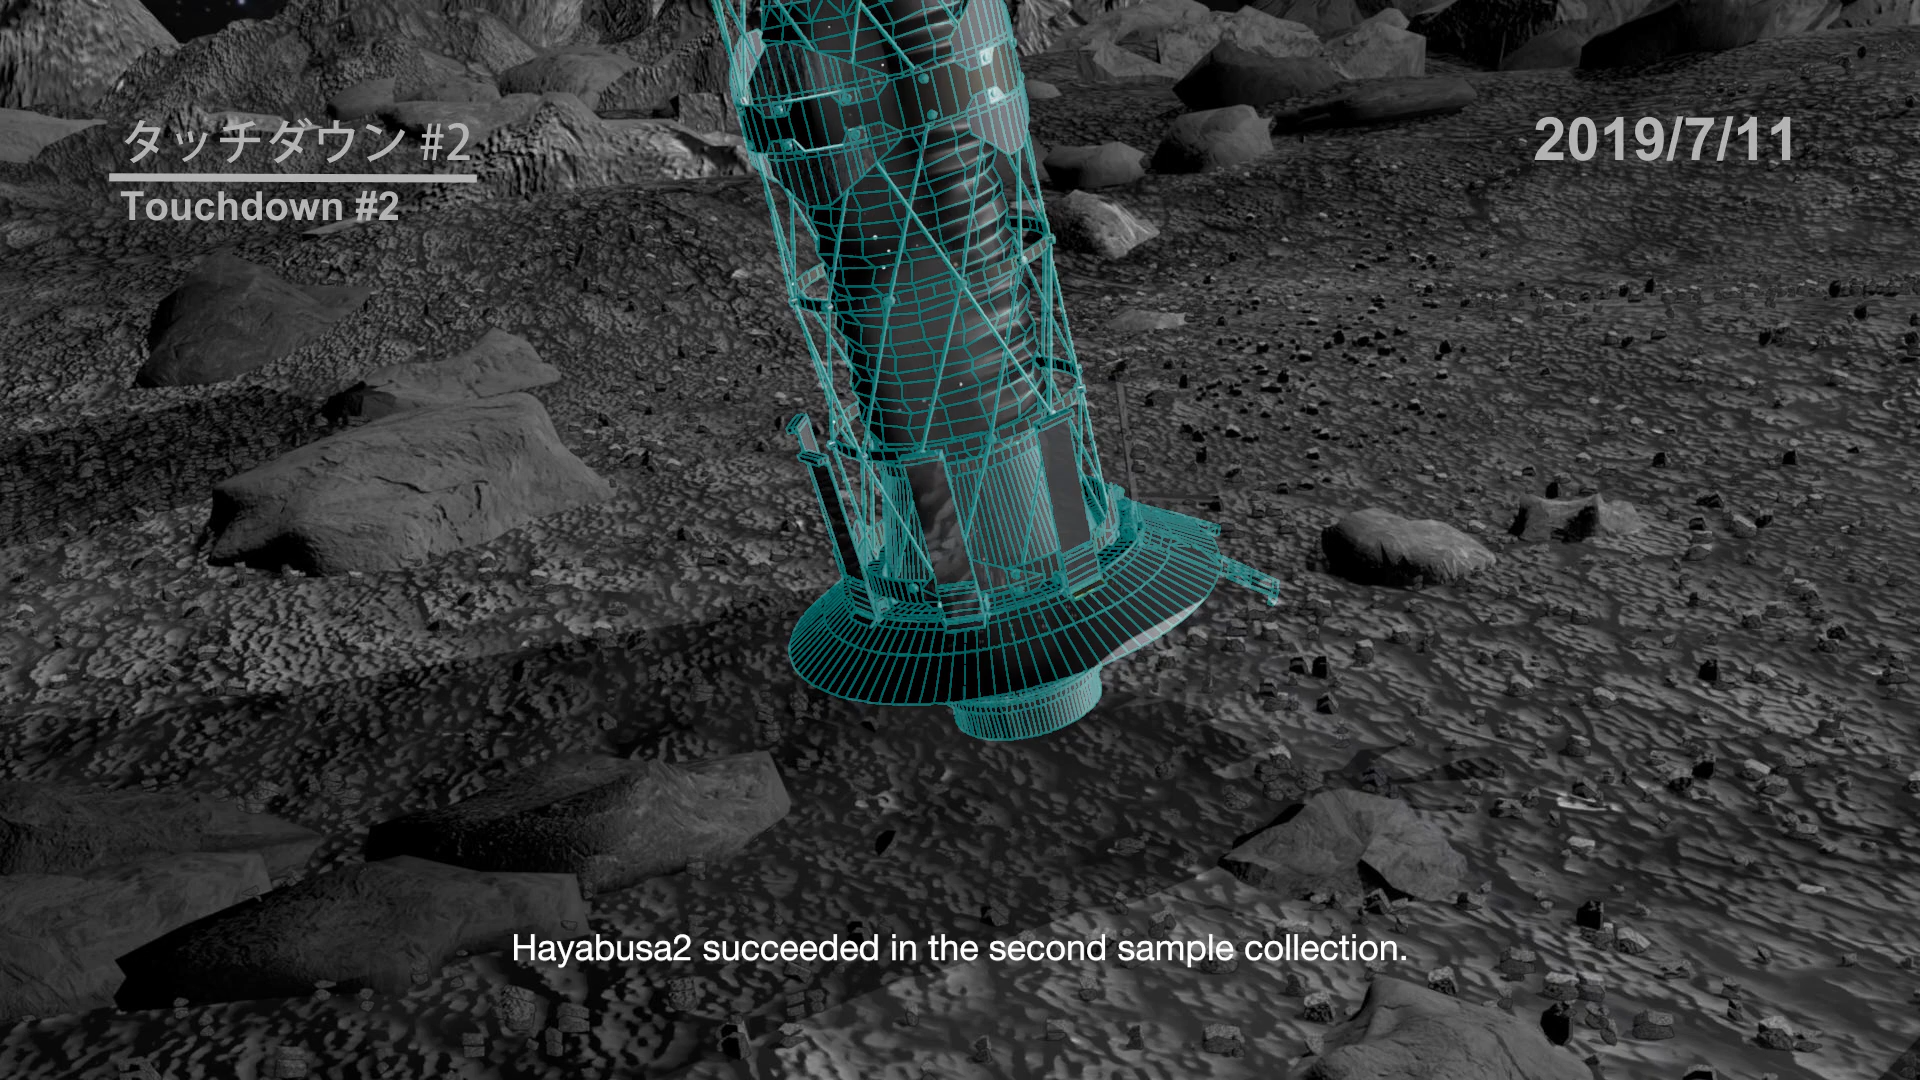 タッチダウン #2
Touchdown #2
2019/7/11
Hayabusa2 succeeded in the second sample collection.